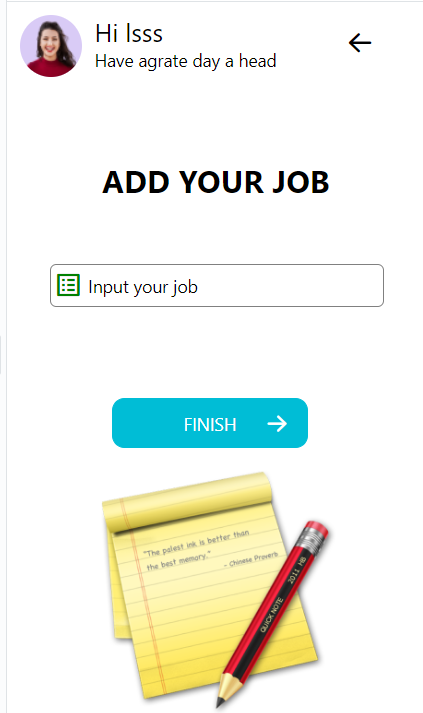 Hi lsss
Have agrate day a head
ADD YOUR JOB
Input your job
FINISH
"The palest ink is better than
the best memory."
- Chinese Proverb
QUICK NOTE 2011 HB